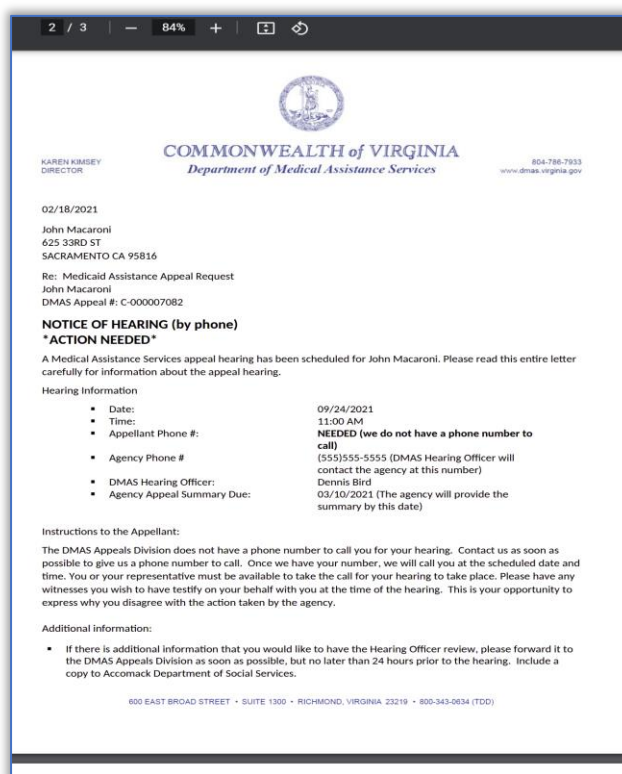 2 / 3 | — 84% + |
COMMONWEALTH of VIRGINIA
KAREN KIMSEY
DIRECTOR
Department of Medical Assistance Services
804-786-7933
www.dmas.virginia.gov
02/18/2021
John Macaroni
625 33RD ST
SACRAMENTO CA 95816
Re: Medicaid Assistance Appeal Request
John Macaroni
DMAS Appeal #: C-000007082
NOTICE OF HEARING (by phone)
*ACTION NEEDED*
A Medical Assistance Services appeal hearing has been scheduled for John Macaroni. Please read this entire letter
carefully for information about the appeal hearing.
Hearing Information
▪ Date: 09/24/2021
▪ Time: 11:00 AM
▪ Appellant Phone #: NEEDED (we do not have a phone number to
call)
▪ Agency Phone # (555)555-5555 (DMAS Hearing Officer will
contact the agency at this number)
▪ DMAS Hearing Officer: Dennis Bird
▪ Agency Appeal Summary Due: 03/10/2021 (The agency will provide the
summary by this date)
Instructions to the Appellant:
The DMAS Appeals Division does not have a phone number to call you for your hearing. Contact us as soon as
possible to give us a phone number to call. Once we have your number, we will call you at the scheduled date and
time. You or your representative must be available to take the call for your hearing to take place. Please have any
witnesses you wish to have testify on your behalf with you at the time of the hearing. This is your opportunity to
express why you disagree with the action taken by the agency.
Additional information:
▪ If there is additional information that you would like to have the Hearing Officer review, please forward it to
the DMAS Appeals Division as soon as possible, but no later than 24 hours prior to the hearing. Include a
copy to Accomack Department of Social Services.
600 EAST BROAD STREET • SUITE 1300 • RICHMOND, VIRGINIA 23219 • 800-343-0634 (TDD)